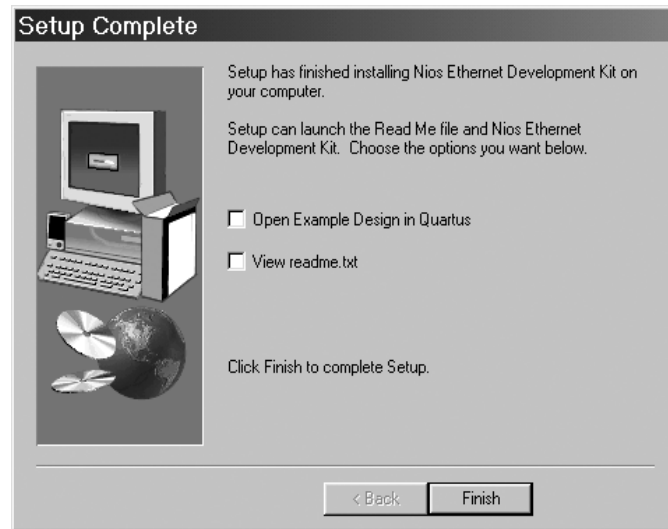 Setup Complete
Setup has finished installing Nios Ethernet Development Kit on
your computer.
Setup can launch the Read Me file and Nios Ethernet
Development Kit.  Choose the options you want below.
Open Example Design in Quartus
View readme.txt
Click Finish to complete Setup.
< Back
Finish